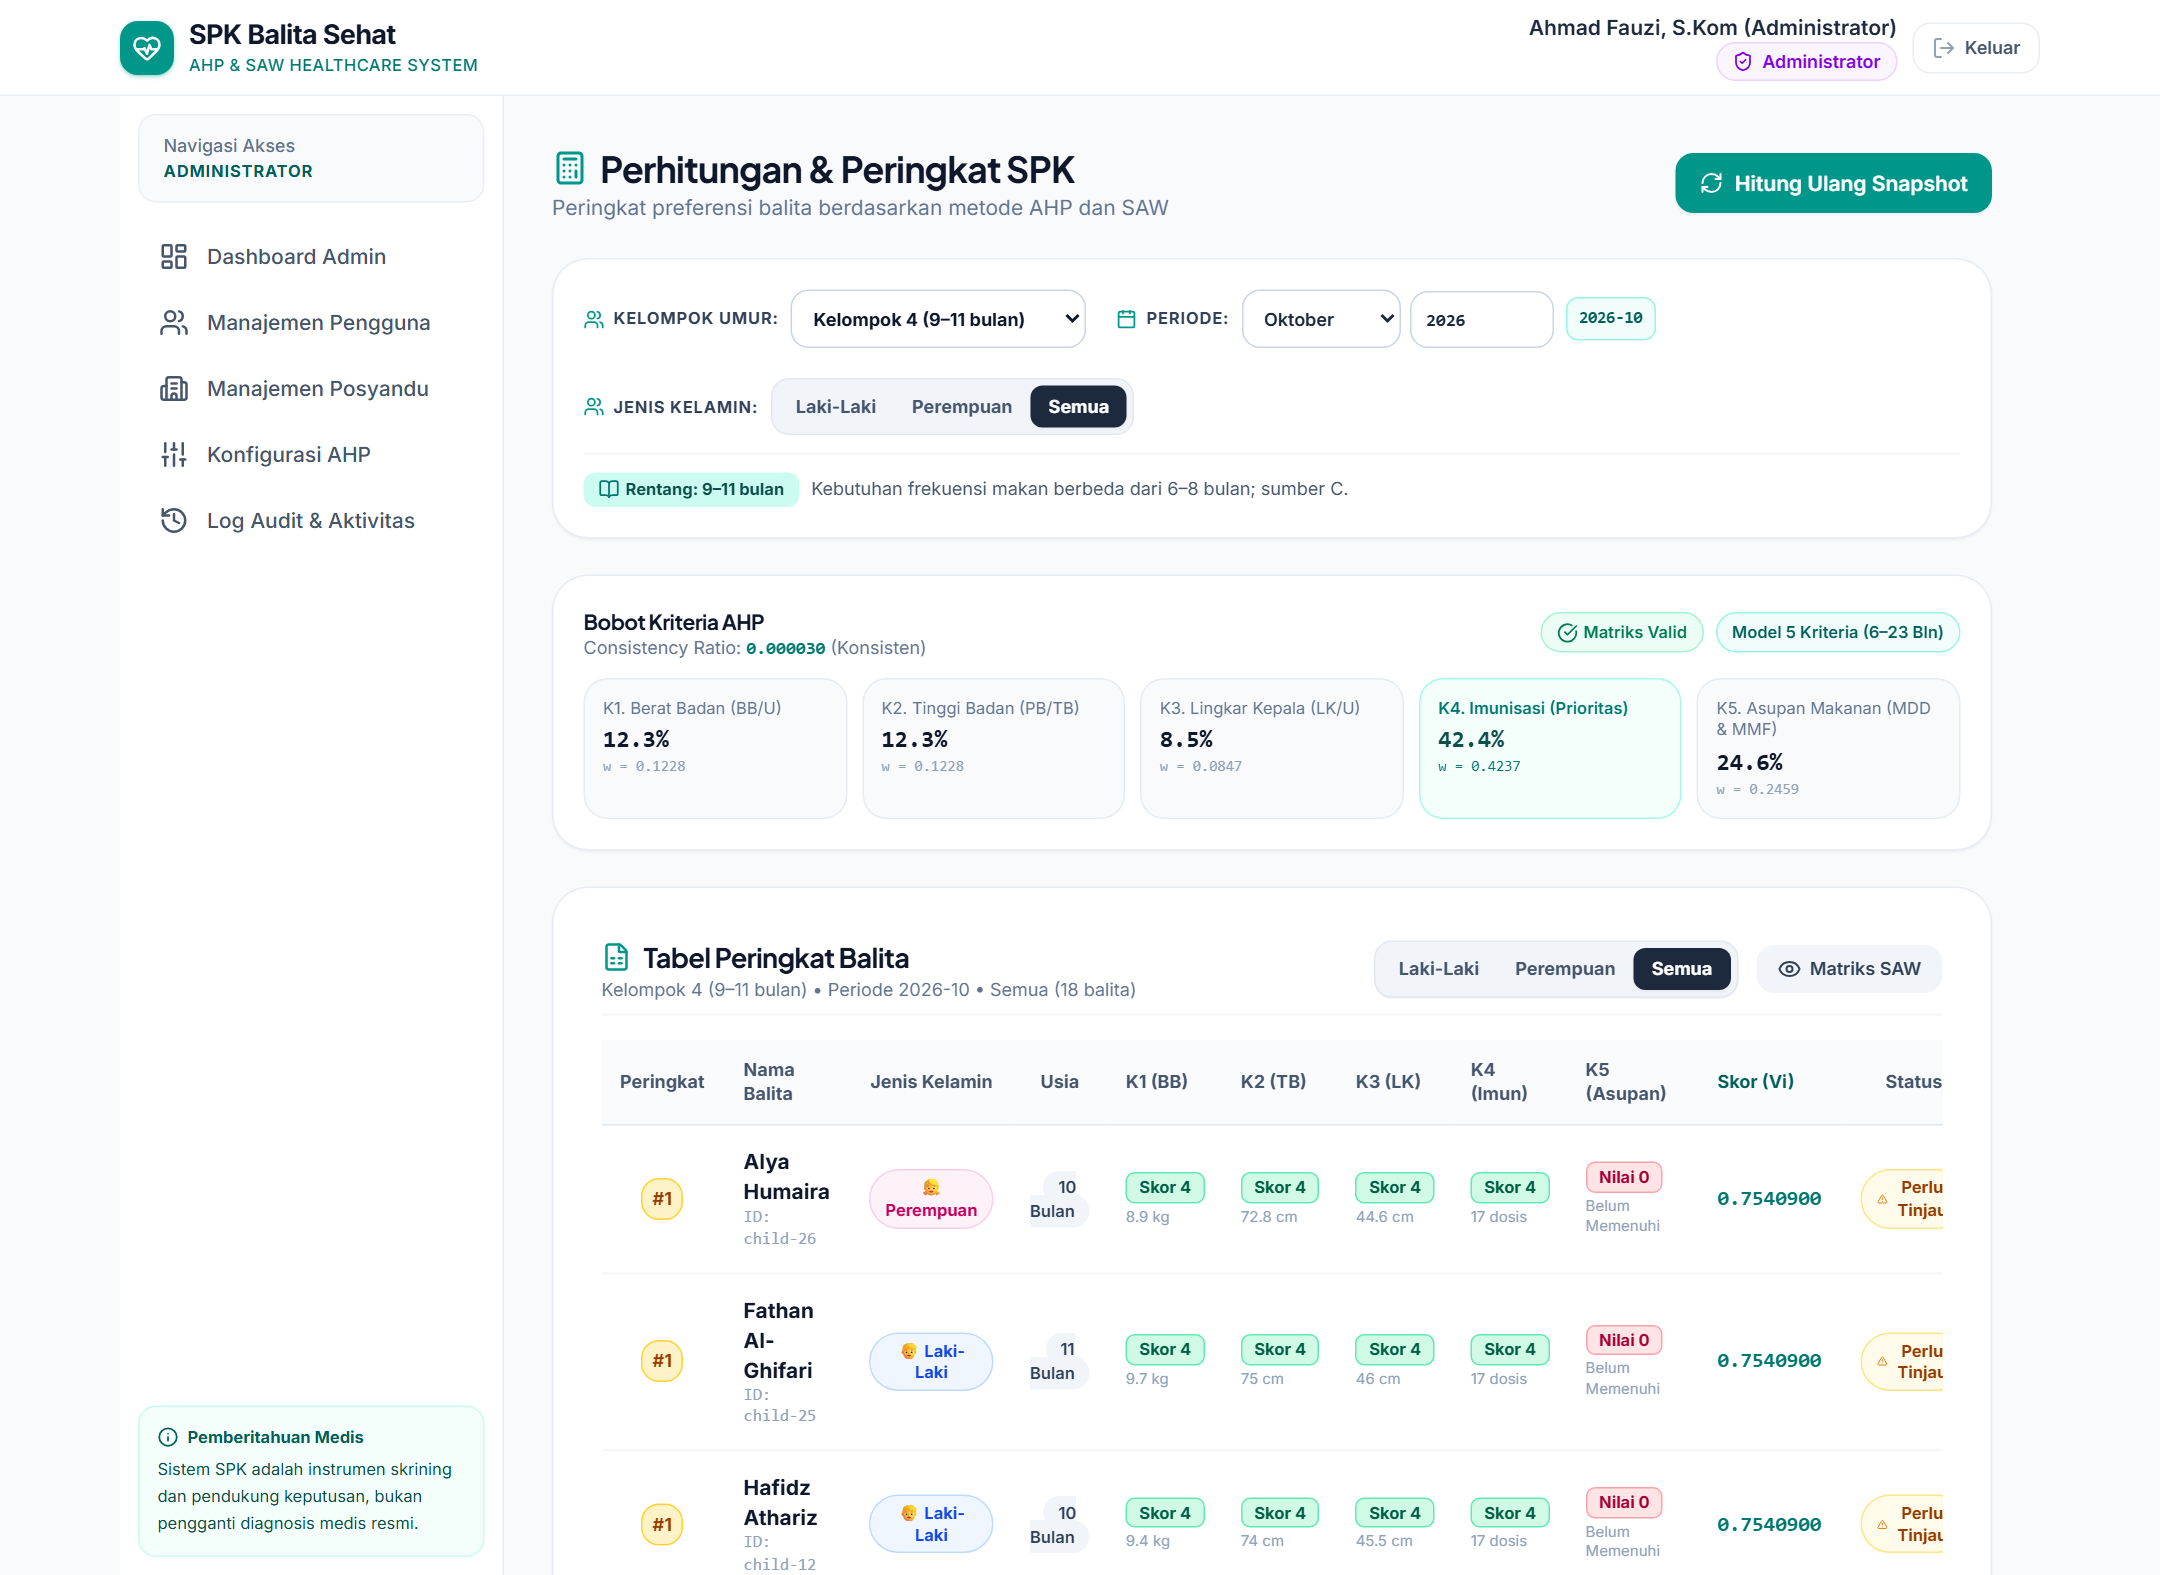 SPK Balita Sehat
AHP & SAW HEALTHCARE SYSTEM
Ahmad Fauzi, S.Kom (Administrator)
Administrator
Keluar
Navigasi Akses
ADMINISTRATOR
Dashboard Admin
Manajemen Pengguna
Manajemen Posyandu
Konfigurasi AHP
Log Audit & Aktivitas
Pemberitahuan Medis
Sistem SPK adalah instrumen skrining
dan pendukung keputusan, bukan
pengganti diagnosis medis resmi.
Perhitungan & Peringkat SPK
Peringkat preferensi balita berdasarkan metode AHP dan SAW
Hitung Ulang Snapshot
KELOMPOK UMUR: Kelompok 4 (9–11 bulan) PERIODE: Oktober 2026 2026-10
JENIS KELAMIN: Laki-Laki Perempuan Semua
Rentang: 9–11 bulan Kebutuhan frekuensi makan berbeda dari 6–8 bulan; sumber C.
Bobot Kriteria AHP
Consistency Ratio: 0.000030 (Konsisten)
Matriks Valid
Model 5 Kriteria (6–23 Bln)
K1. Berat Badan (BB/U)
12.3%
w = 0.1228
K2. Tinggi Badan (PB/TB)
12.3%
w = 0.1228
K3. Lingkar Kepala (LK/U)
8.5%
w = 0.0847
K4. Imunisasi (Prioritas)
42.4%
w = 0.4237
K5. Asupan Makanan (MDD
& MMF)
24.6%
w = 0.2459
Tabel Peringkat Balita
Kelompok 4 (9–11 bulan) • Periode 2026-10 • Semua (18 balita)
Laki-Laki Perempuan Semua
Matriks SAW
Peringkat
Nama
Balita
Jenis Kelamin
Usia
K1 (BB)
K2 (TB)
K3 (LK)
K4
(Imun)
K5
(Asupan)
Skor (Vi)
Status
#1
Alya
Humaira
ID:
child-26
Perempuan
10
Bulan
Skor 4
8.9 kg
Skor 4
72.8 cm
Skor 4
44.6 cm
Skor 4
17 dosis
Nilai 0
Belum
Memenuhi
0.7540900
Perlu
Tinjau
#1
Fathan
Al-
Ghifari
ID:
child-25
Laki-
Laki
11
Bulan
Skor 4
9.7 kg
Skor 4
75 cm
Skor 4
46 cm
Skor 4
17 dosis
Nilai 0
Belum
Memenuhi
0.7540900
Perlu
Tinjau
#1
Hafidz
Athariz
ID:
child-12
Laki-
Laki
10
Bulan
Skor 4
9.4 kg
Skor 4
74 cm
Skor 4
45.5 cm
Skor 4
17 dosis
Nilai 0
Belum
Memenuhi
0.7540900
Perlu
Tinjau